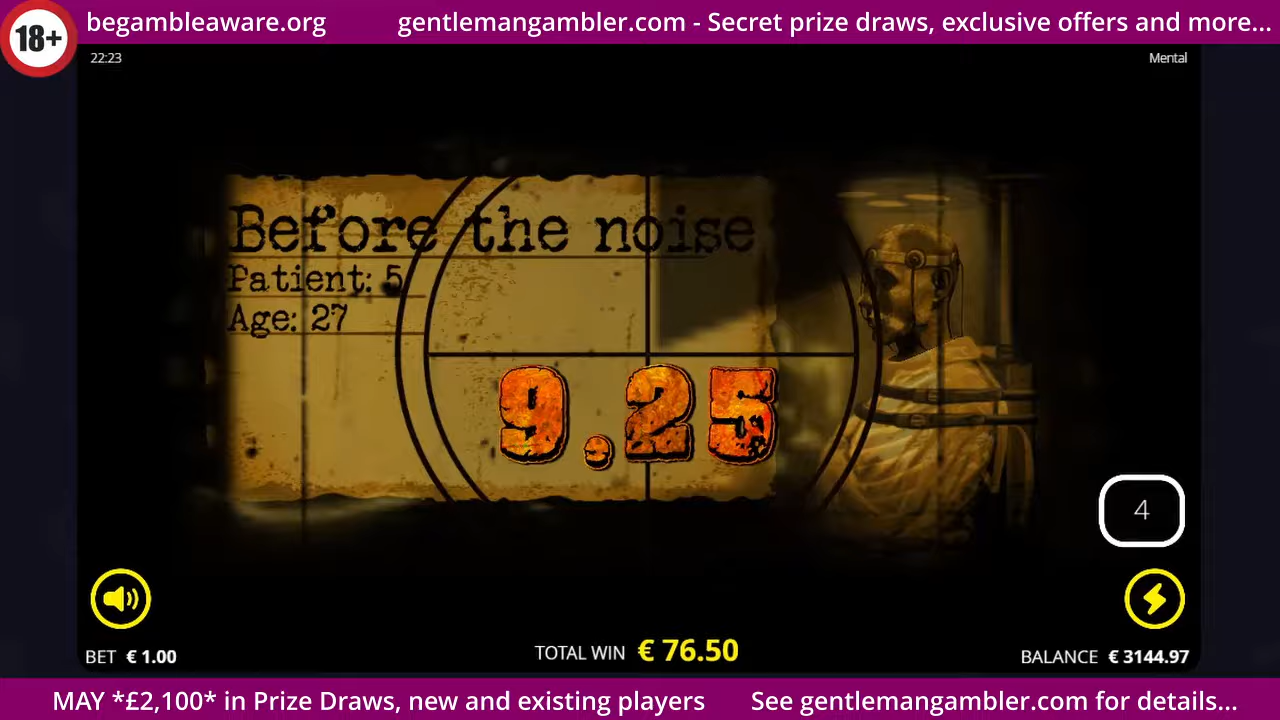 18+
begambleaware.org gentlemangambler.com - Secret prize draws, exclusive offers and more...
22:23 Mental
Before the noise
Patient: 5
Age: 27
9.25
4
BET € 1.00 TOTAL WIN € 76.50 BALANCE € 3144.97
MAY *£2,100* in Prize Draws, new and existing players See gentlemangambler.com for details...